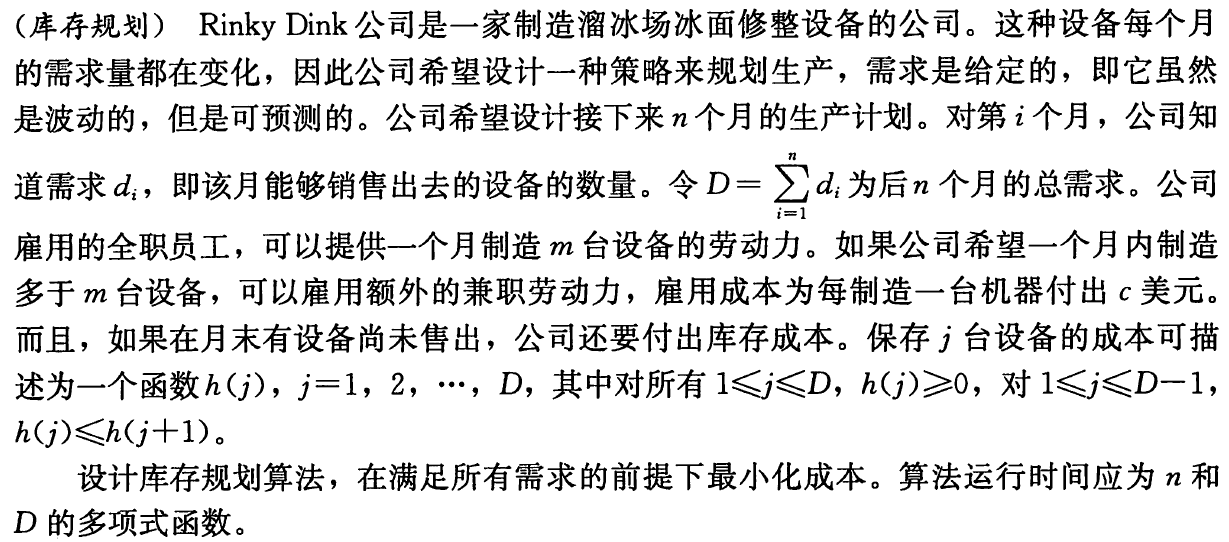 (库存规划) Rinky Dink公司是一家制造溜冰场冰面修整设备的公司。这种设备每个月
的需求量都在变化，因此公司希望设计一种策略来规划生产，需求是给定的，即它虽然
是波动的，但是可预测的。公司希望设计接下来 n 个月的生产计划。对第 i 个月，公司知
道需求 dᵢ，即该月能够销售出去的设备的数量。令 D = ∑ⁿᵢ₌₁ dᵢ 为后 n 个月的总需求。公司
雇用的全职员工，可以提供一个月制造 m 台设备的劳动力。如果公司希望一个月内制造
多于 m 台设备，可以雇用额外的兼职劳动力，雇用成本为每制造一台机器付出 c 美元。
而且，如果在月末有设备尚未售出，公司还要付出库存成本。保存 j 台设备的成本可描
述为一个函数 h(j)，j=1，2，…，D，其中对所有 1≤j≤D，h(j)≥0，对 1≤j≤D−1，
h(j)≤h(j+1)。
设计库存规划算法，在满足所有需求的前提下最小化成本。算法运行时间应为 n 和
D 的多项式函数。